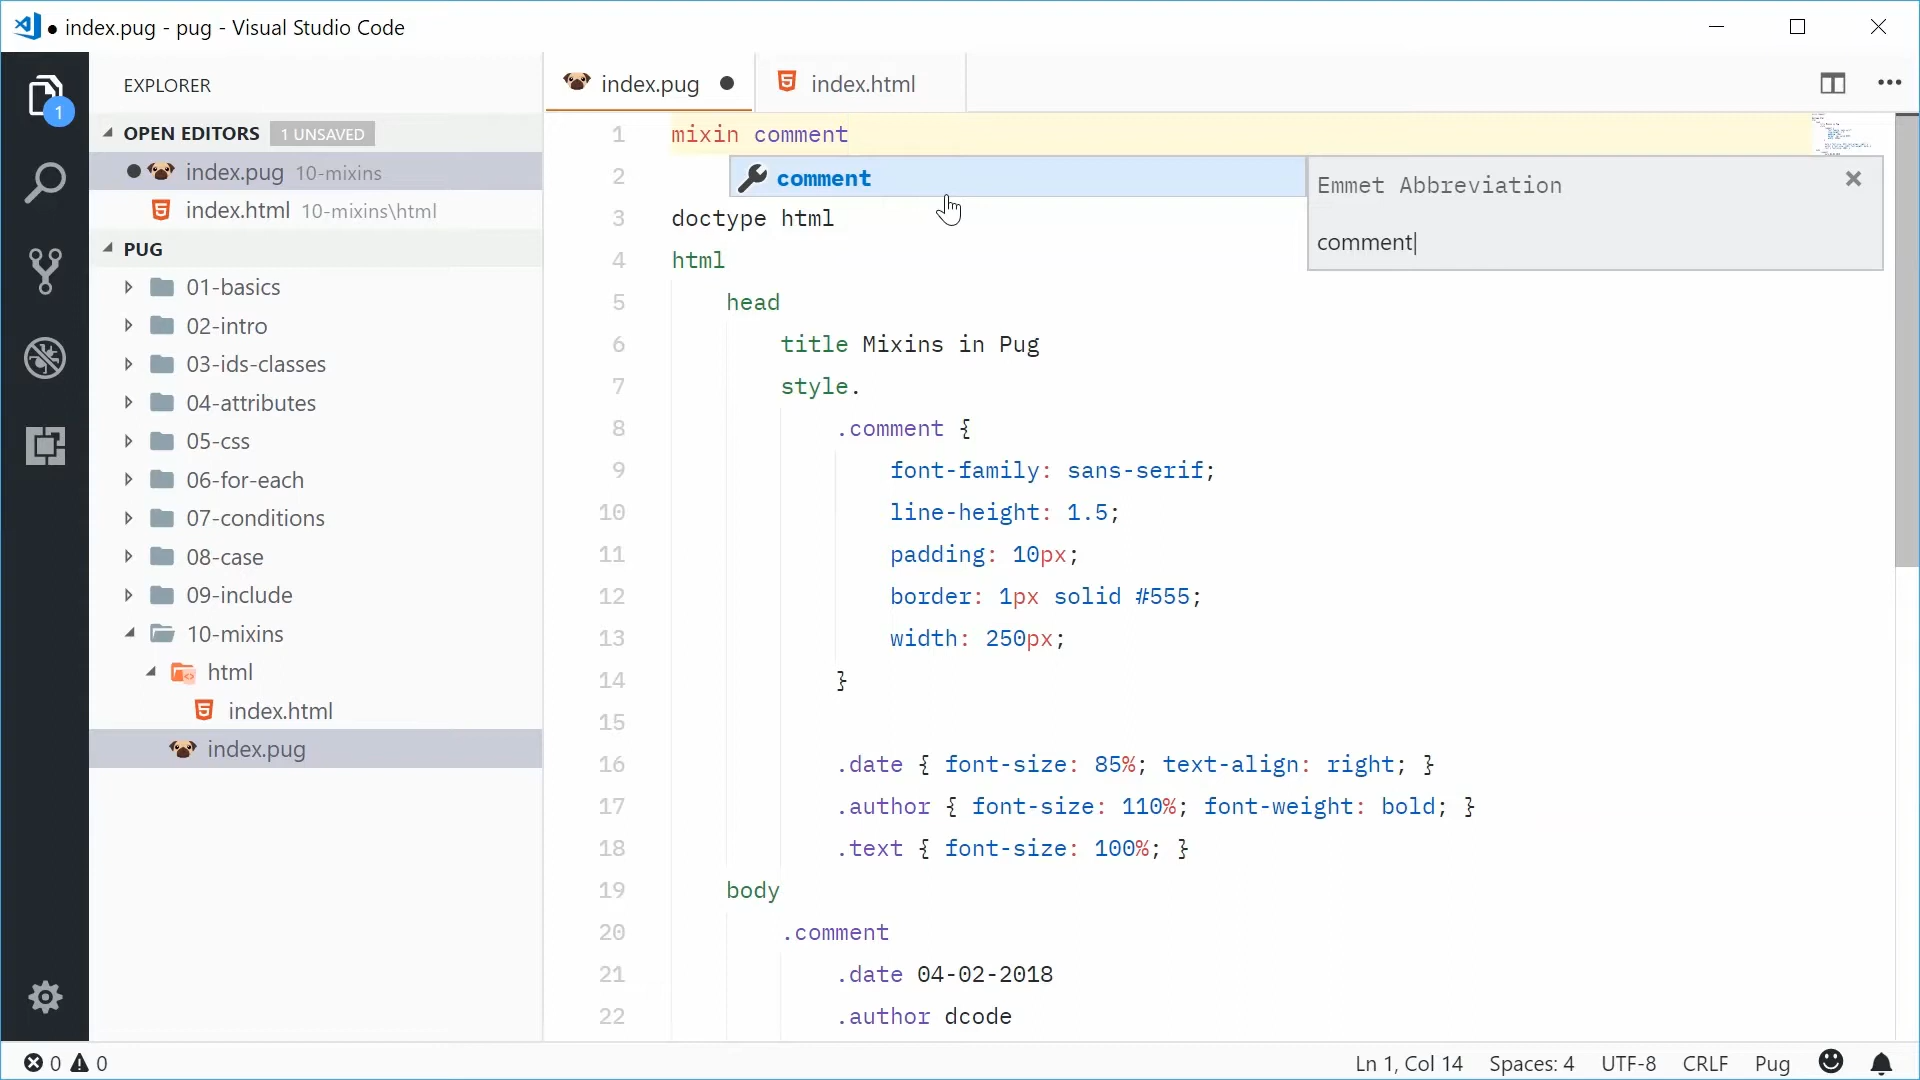 ● index.pug - pug - Visual Studio Code
1
EXPLORER
OPEN EDITORS 1 UNSAVED
index.pug 10-mixins
index.html 10-mixins\html
PUG
01-basics
02-intro
03-ids-classes
04-attributes
05-css
06-for-each
07-conditions
08-case
09-include
10-mixins
html
index.html
index.pug
index.pug
index.html
1 mixin comment
2
comment
Emmet Abbreviation
comment|
3 doctype html
4 html
5 head
6 title Mixins in Pug
7 style.
8 .comment {
9 font-family: sans-serif;
10 line-height: 1.5;
11 padding: 10px;
12 border: 1px solid #555;
13 width: 250px;
14 }
15
16 .date { font-size: 85%; text-align: right; }
17 .author { font-size: 110%; font-weight: bold; }
18 .text { font-size: 100%; }
19 body
20 .comment
21 .date 04-02-2018
22 .author dcode
0 0
Ln 1, Col 14 Spaces: 4 UTF-8 CRLF Pug